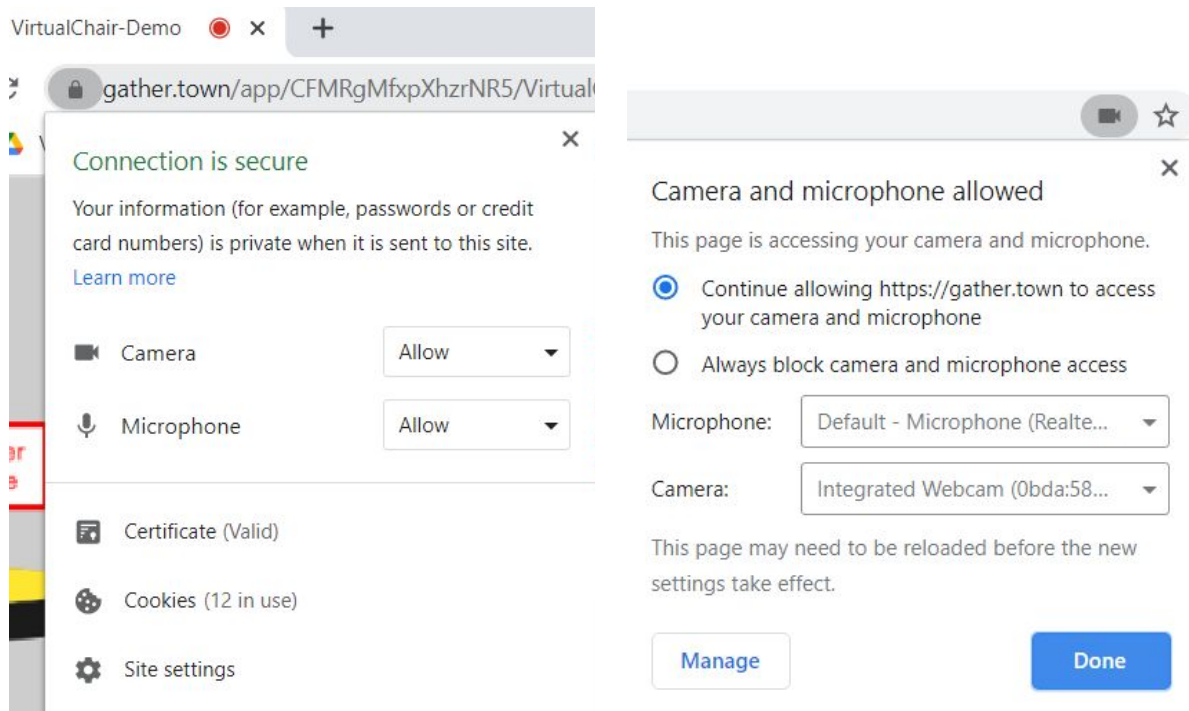 VirtualChair-Demo
gather.town/app/CFMRgMfxpXhzrNR5/Virtual
Connection is secure
Your information (for example, passwords or credit
card numbers) is private when it is sent to this site.
Learn more
Camera Allow
Microphone Allow
Certificate (Valid)
Cookies (12 in use)
Site settings
Camera and microphone allowed
This page is accessing your camera and microphone.
Continue allowing https://gather.town to access
your camera and microphone
Always block camera and microphone access
Microphone: Default - Microphone (Realte...
Camera: Integrated Webcam (0bda:58...
This page may need to be reloaded before the new
settings take effect.
Manage Done